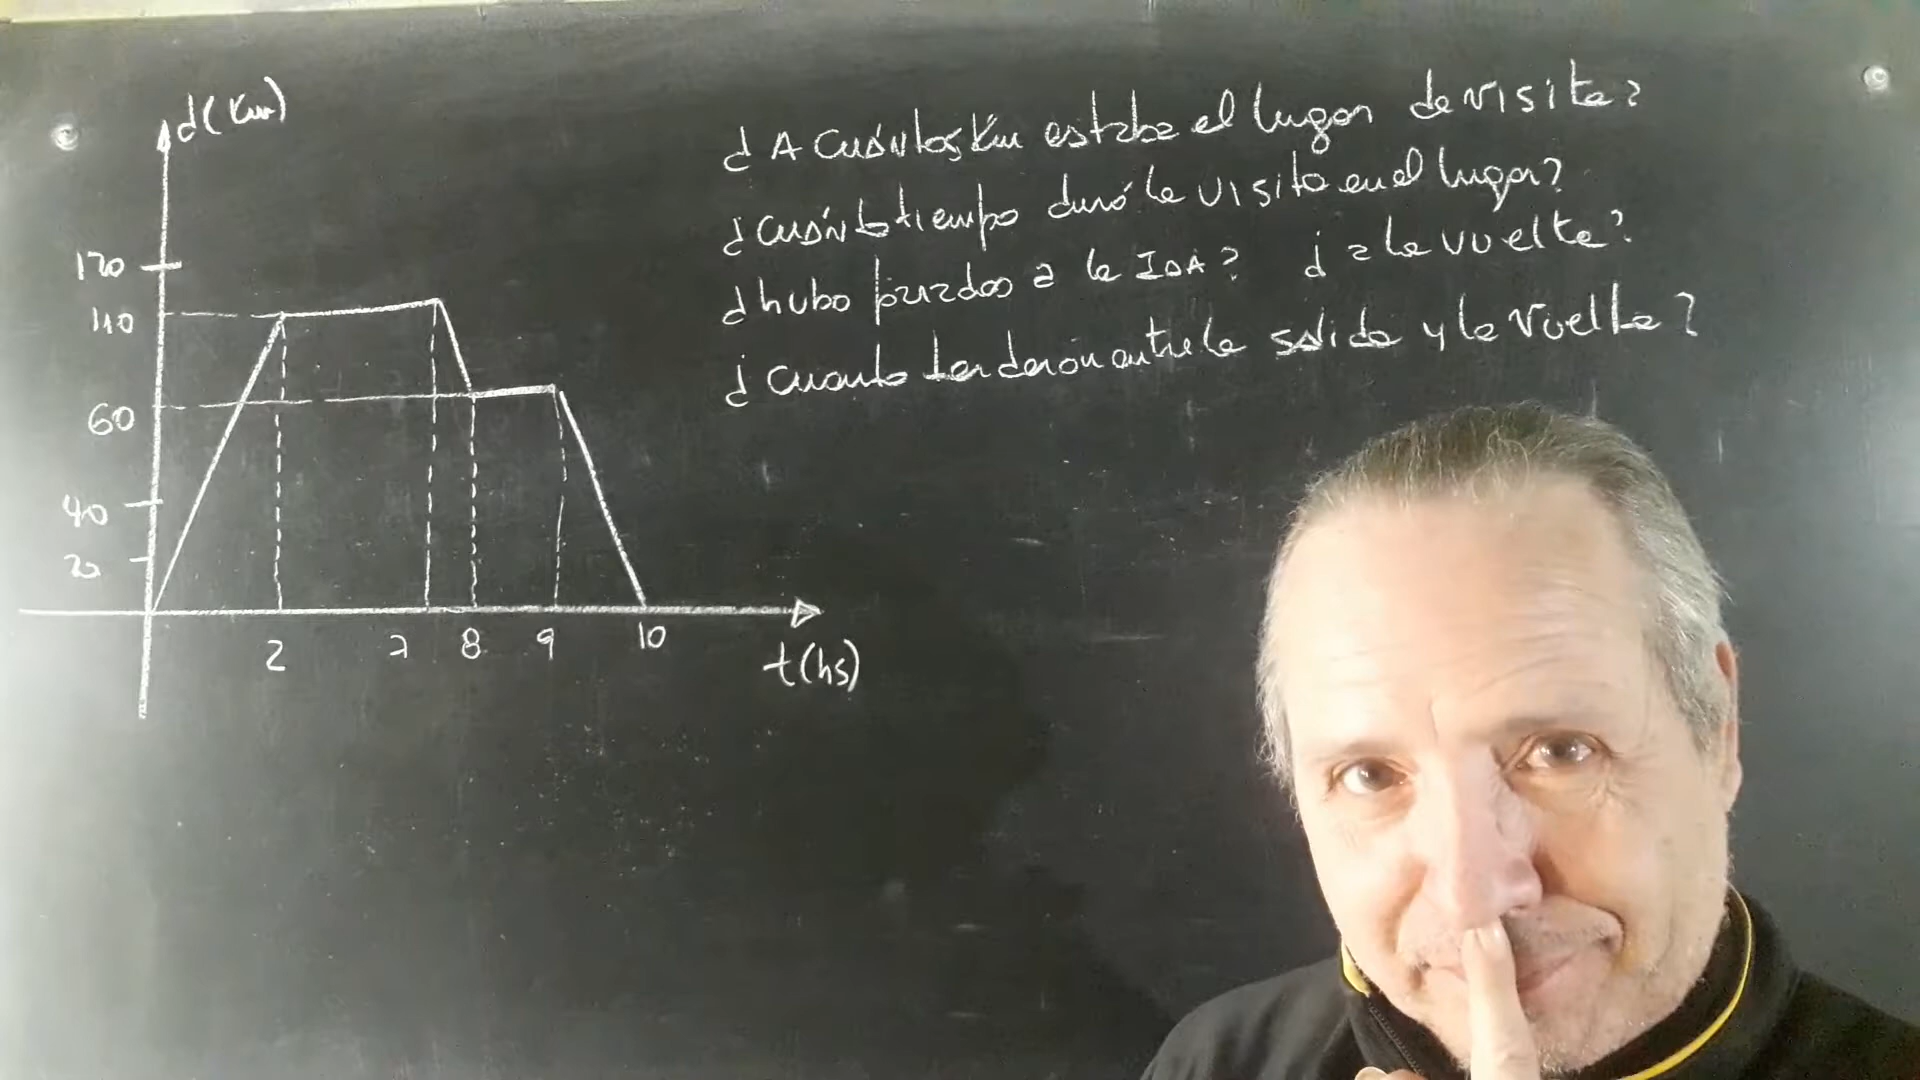 d(Km)
¿A cuántos Km estaba el lugar de visita?
¿cuánto tiempo duró la visita en el lugar?
¿hubo paradas a la IDA? ¿a la vuelta?
¿cuanto tardaron entre la salida y la vuelta?
120
110
60
40
20
2 7 8 9 10
t(hs)